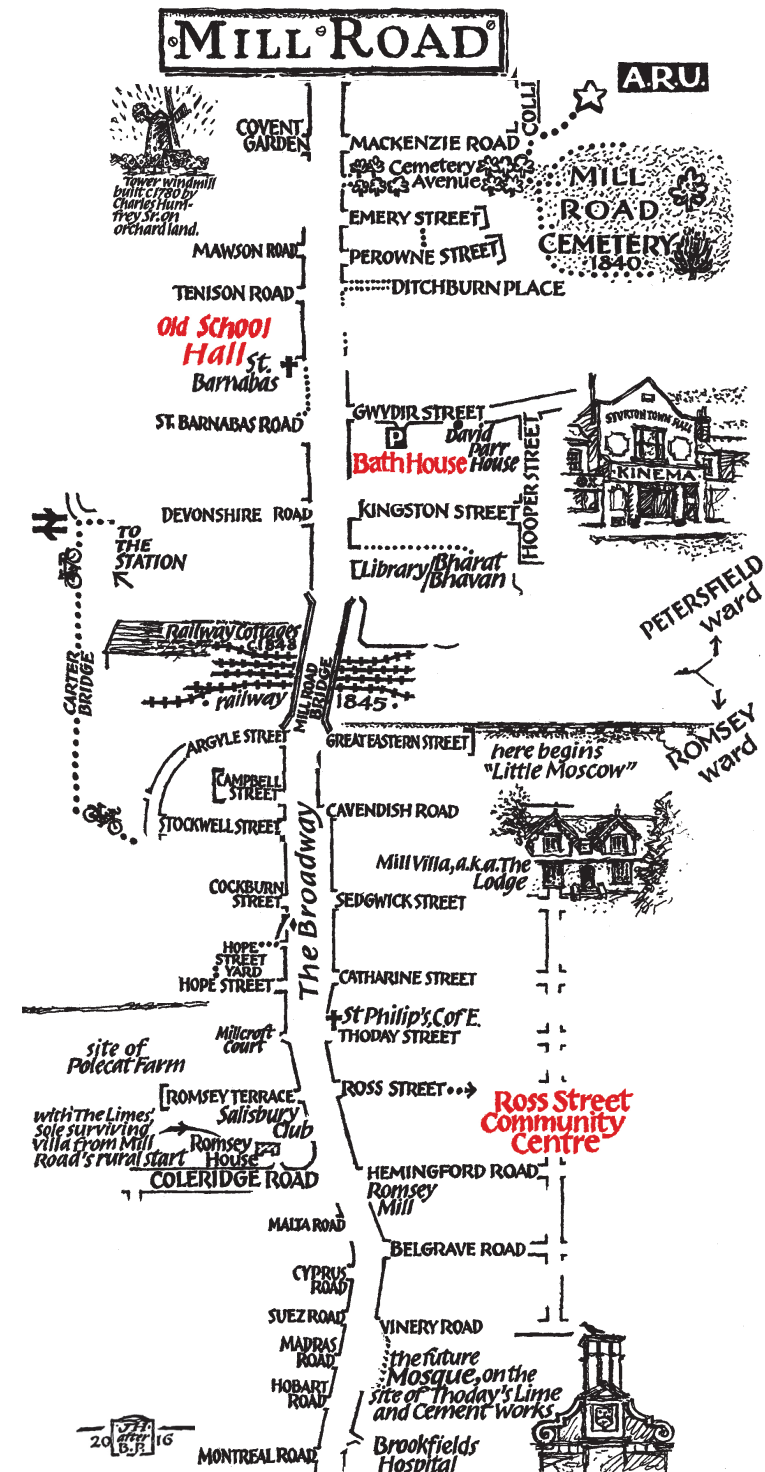 MILL ROAD
A.R.U.
COLLI
COVENT
GARDEN
MACKENZIE ROAD
Cemetery
Avenue
Tower windmill
built c1780 by
Charles Hum-
frey Sr. on
orchard land.
MILL
ROAD
CEMETERY
1840
EMERY STREET
MAWSON ROAD
PEROWNE STREET
TENISON ROAD
DITCHBURN PLACE
Old School
Hall
St.
Barnabas
ST. BARNABAS ROAD
GWYDIR STREET
P
David
Parr
House
Bath House
HOOPER STREET
STURTON TOWN HALL
KINEMA
DEVONSHIRE ROAD
KINGSTON STREET
TO
THE
STATION
Library/Bharat
Bhavan
PETERSFIELD
ward
Railway Cottages
c.1848
CARTER
BRIDGE
MILL ROAD
BRIDGE
railway
1845
ROMSEY
ward
ARGYLE STREET
GREAT EASTERN STREET
here begins
"Little Moscow"
CAMPBELL
STREET
CAVENDISH ROAD
STOCKWELL STREET
The Broadway
Mill Villa, a.k.a. The
Lodge
COCKBURN
STREET
SEDGWICK STREET
HOPE
STREET
YARD
HOPE STREET
CATHARINE STREET
St Philip's, C of E.
Millcroft
Court
THODAY STREET
site of
Polecat Farm
ROSS STREET
Ross Street
Community
Centre
ROMSEY TERRACE
Salisbury
Club
with 'The Limes',
sole surviving
villa from Mill
Road's rural start
Romsey
House
COLERIDGE ROAD
HEMINGFORD ROAD
Romsey
Mill
MALTA ROAD
BELGRAVE ROAD
CYPRUS
ROAD
SUEZ ROAD
VINERY ROAD
MADRAS
ROAD
the future
Mosque, on the
site of Thoday's Lime
and Cement Works
HOBART
ROAD
2016
J.H.
after
B.P.
MONTREAL ROAD
Brookfields
Hospital